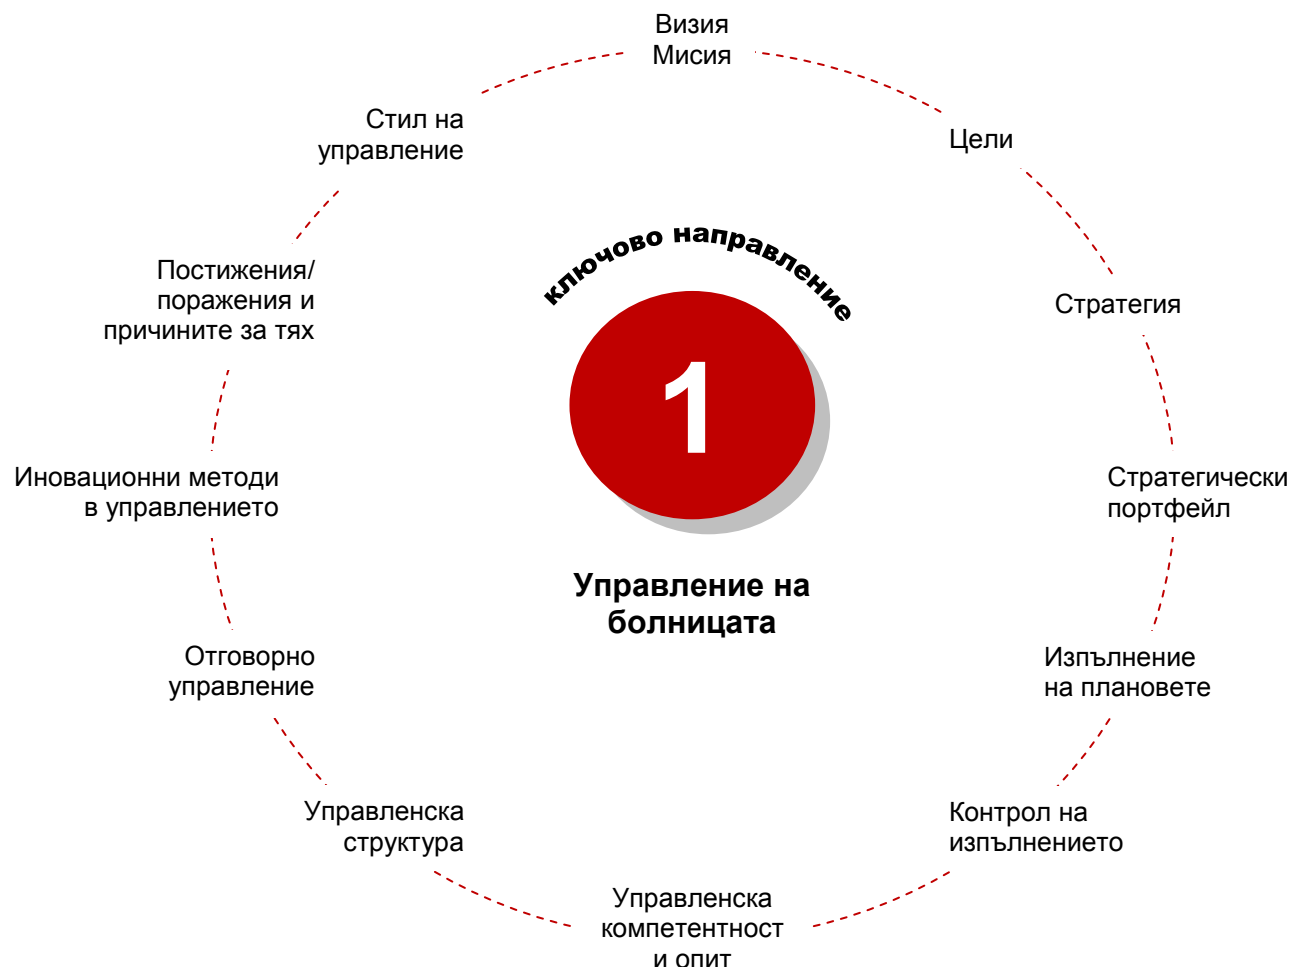 Визия
Мисия
Цели
Стратегия
Стратегически
портфейл
Изпълнение
на плановете
Контрол на
изпълнението
Управленска
компетентност
и опит
Управленска
структура
Отговорно
управление
Иновационни методи
в управлението
Постижения/
поражения и
причините за тях
Стил на
управление
ключово направление
1
Управление на
болницата